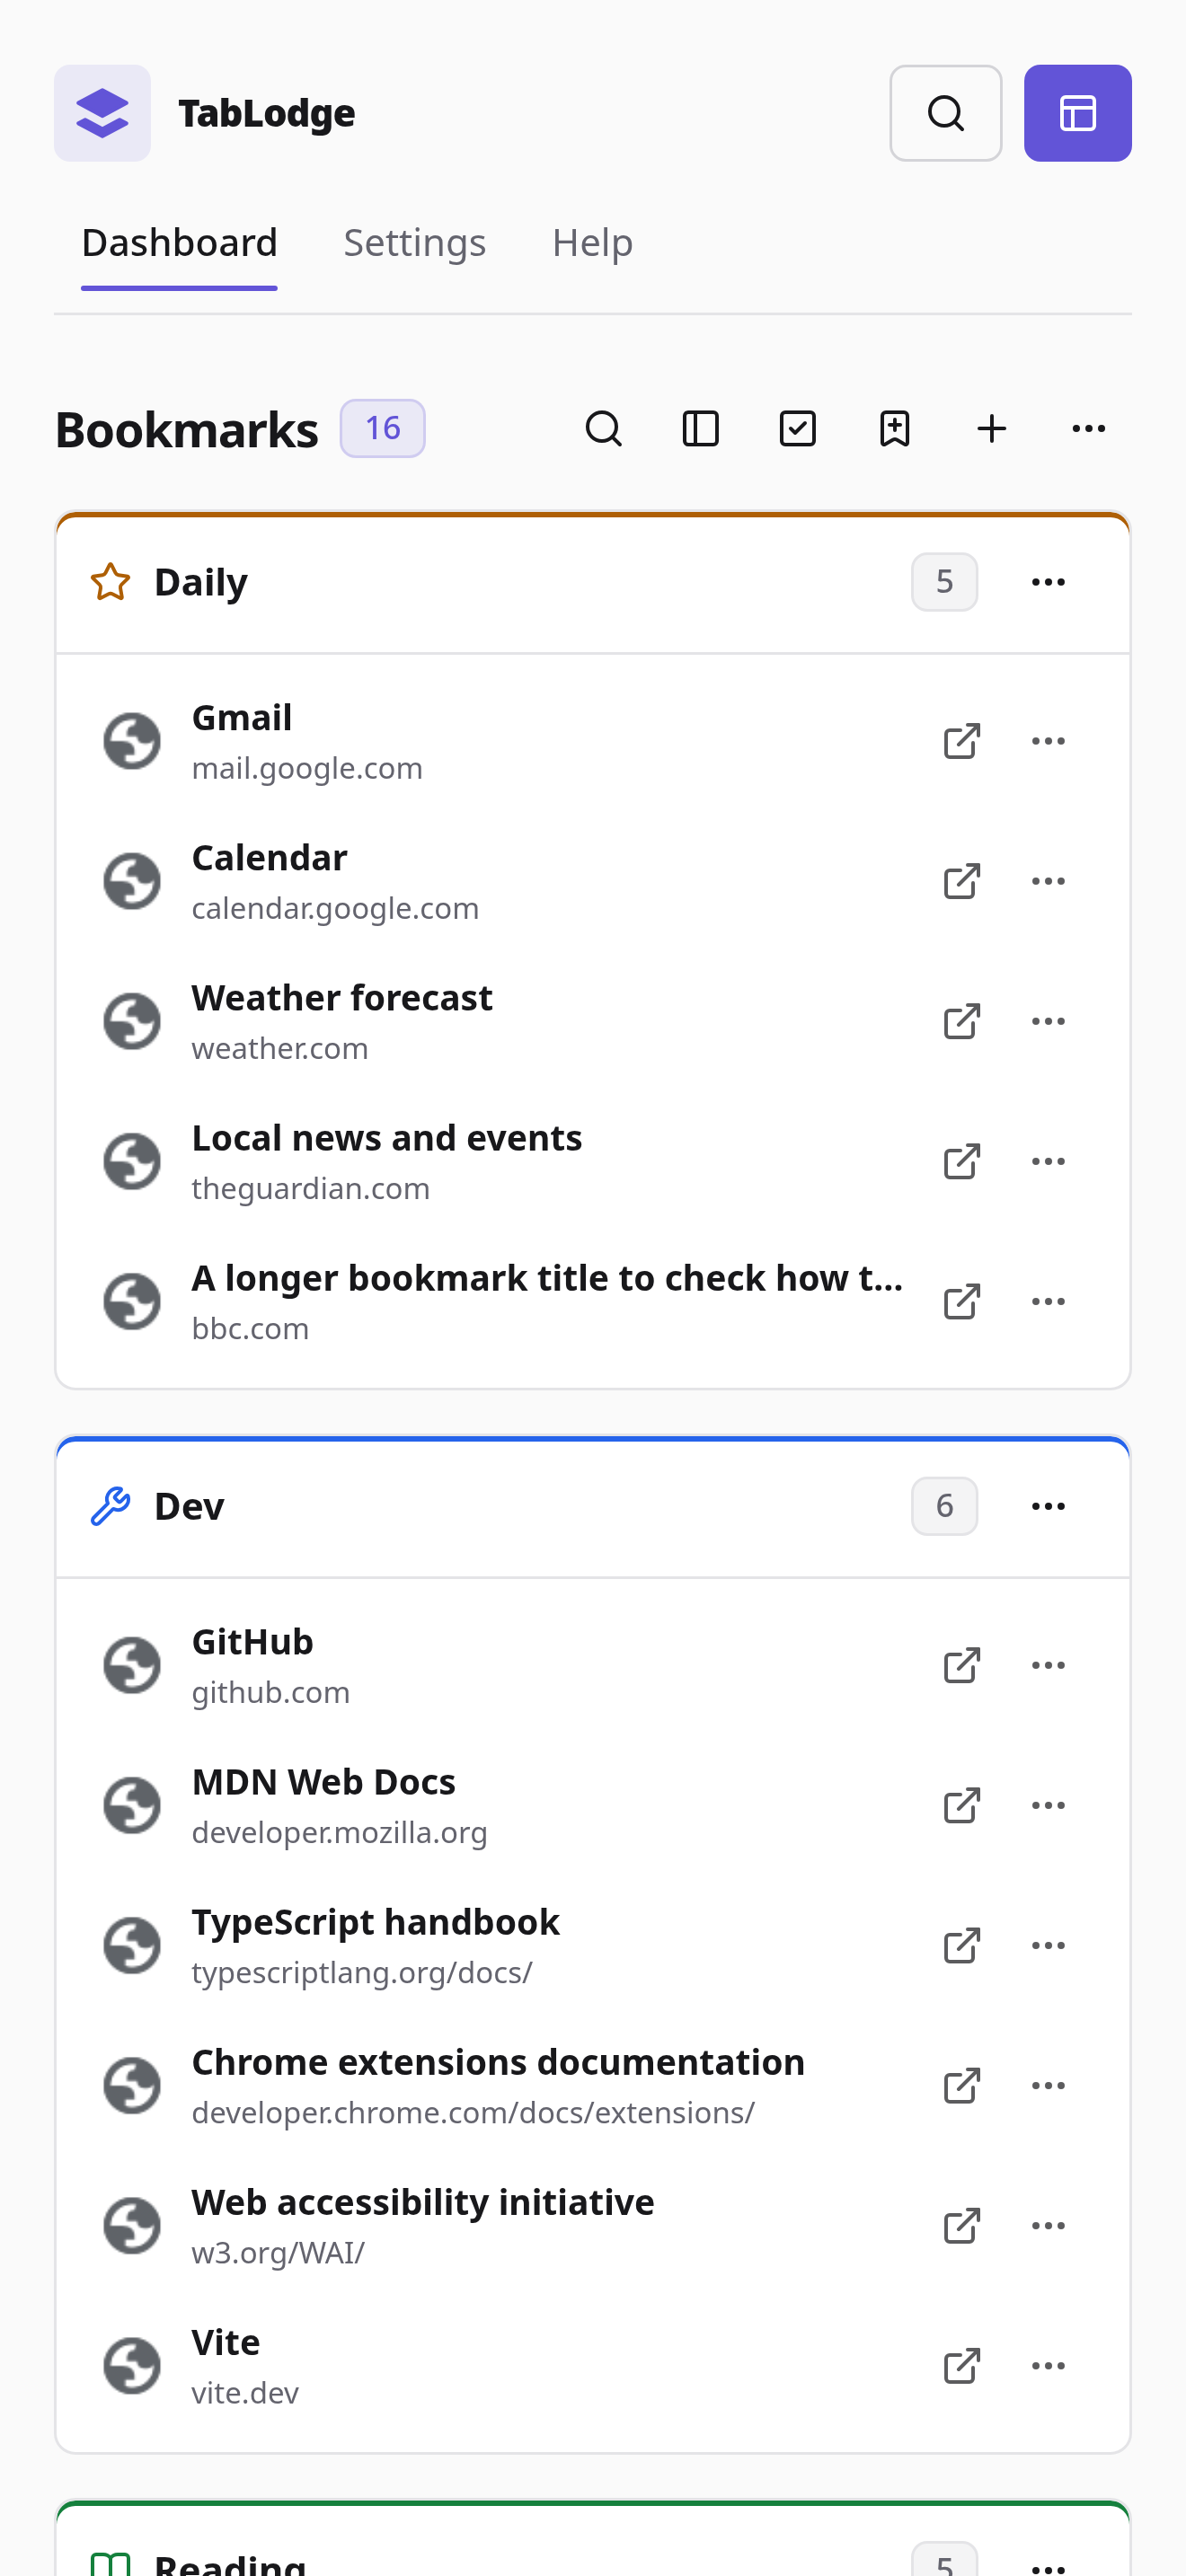 TabLodge
Dashboard Settings Help
Bookmarks 16
Daily 5
Gmail
mail.google.com
Calendar
calendar.google.com
Weather forecast
weather.com
Local news and events
theguardian.com
A longer bookmark title to check how t...
bbc.com
Dev 6
GitHub
github.com
MDN Web Docs
developer.mozilla.org
TypeScript handbook
typescriptlang.org/docs/
Chrome extensions documentation
developer.chrome.com/docs/extensions/
Web accessibility initiative
w3.org/WAI/
Vite
vite.dev
Reading 5